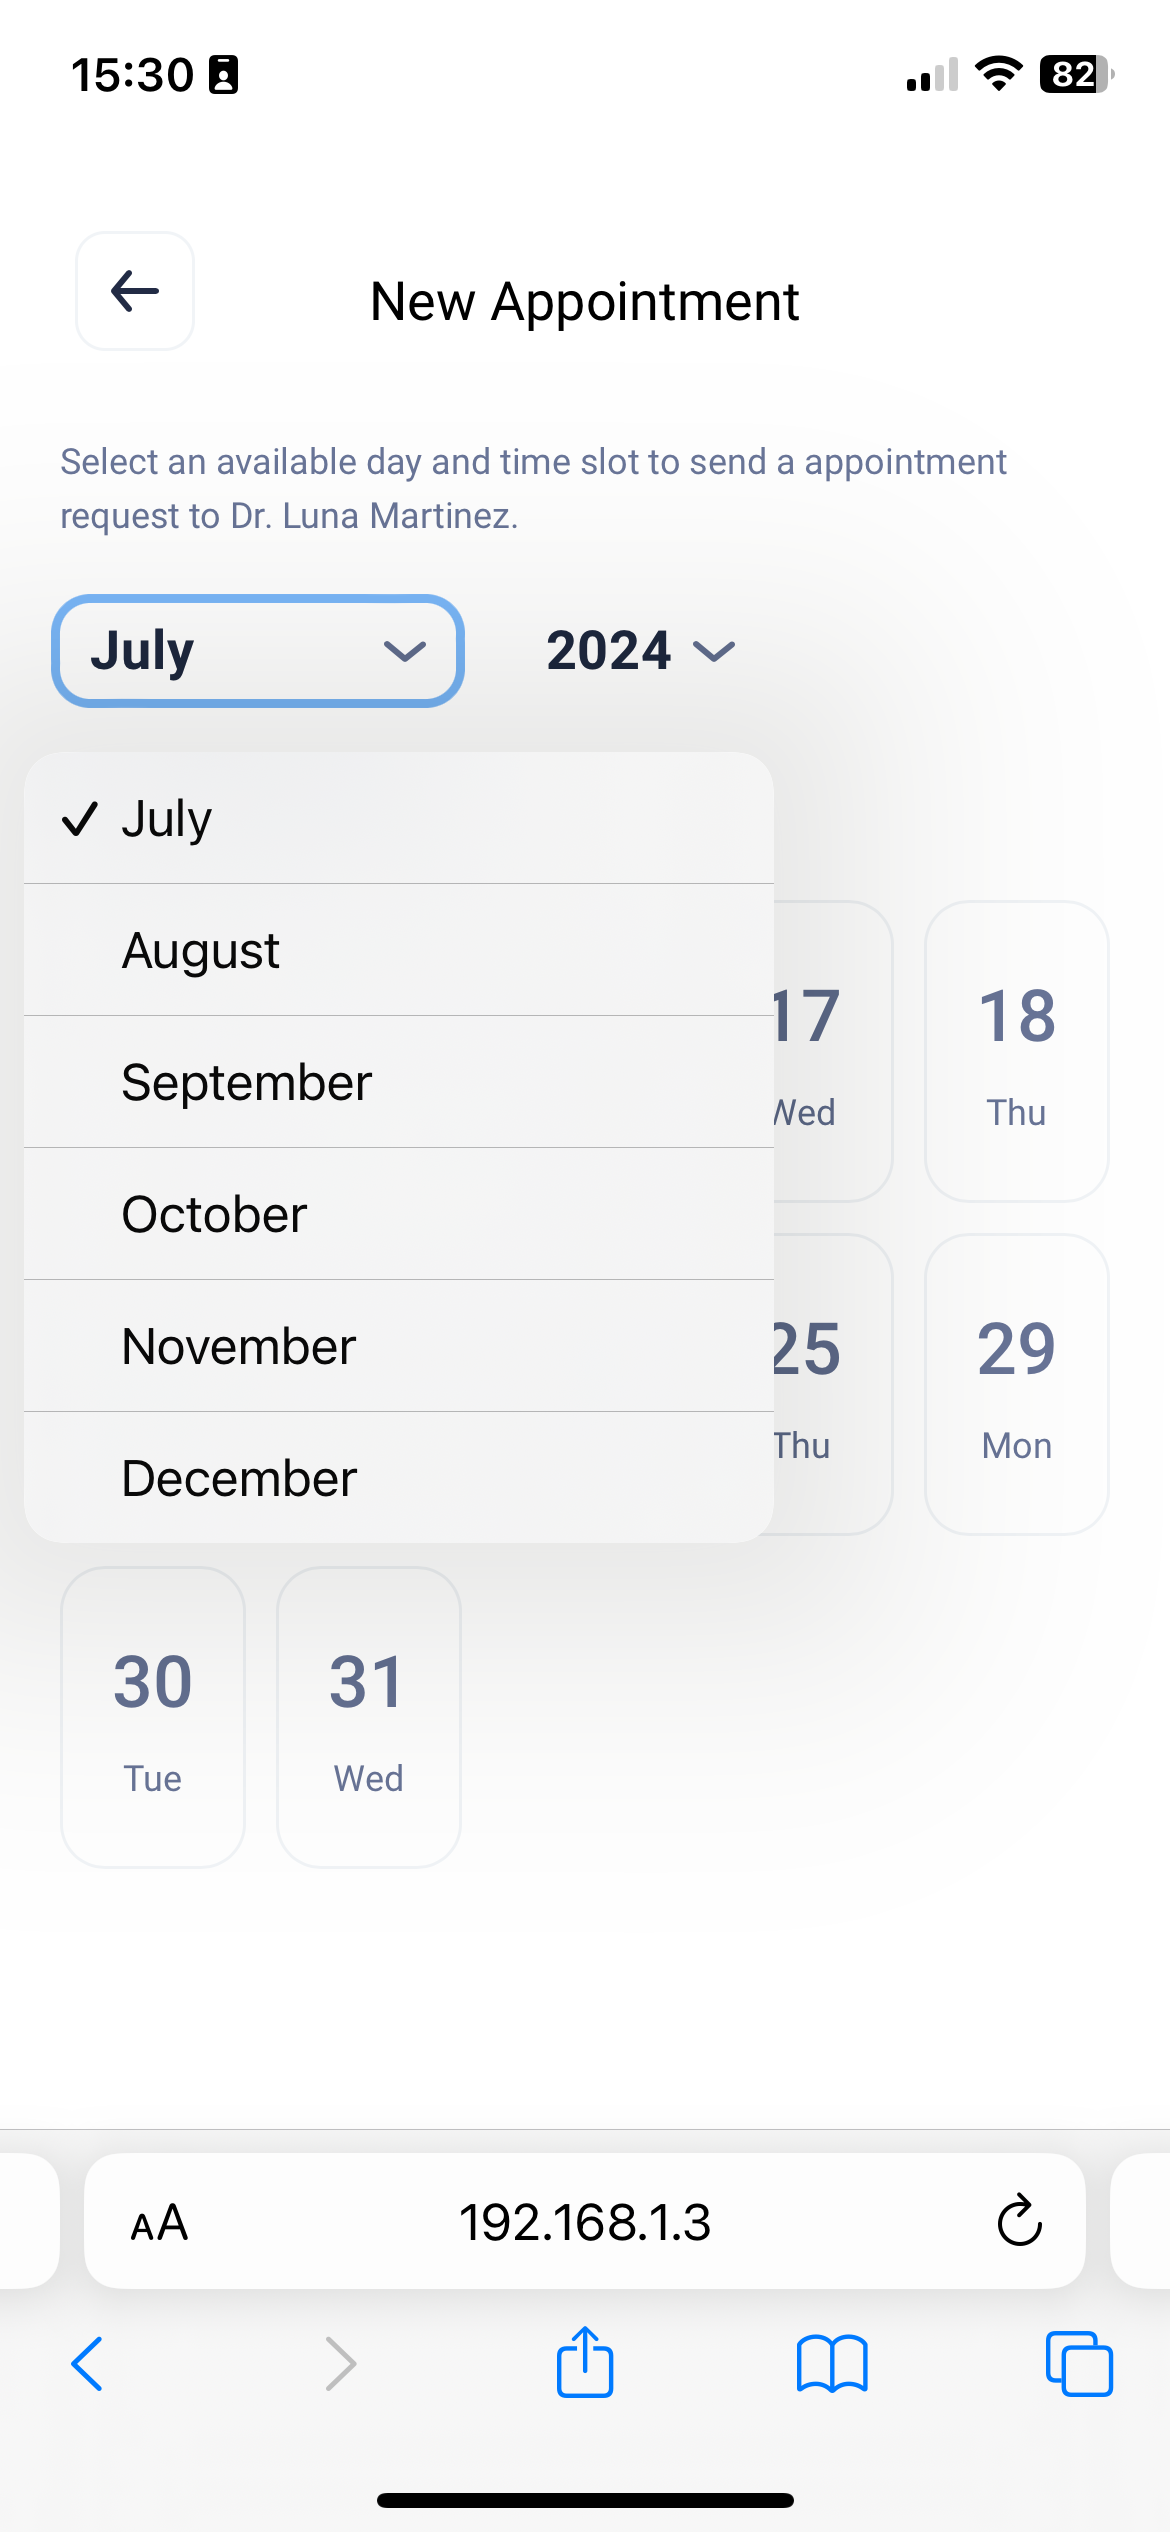 15:30
82
New Appointment
Select an available day and time slot to send a appointment
request to Dr. Luna Martinez.
July 2024
July
August
September
October
November
December
17 18
Wed Thu
25 29
Thu Mon
30 31
Tue Wed
AA 192.168.1.3